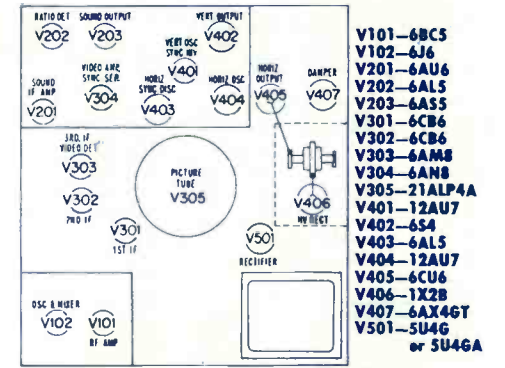 RATIO DET
V202
SOUND OUTPUT
V203
VERT OUTPUT
V402
VERT OSC
SYNC INV
V401
SOUND
IF AMP
V201
VIDEO AMP.
SYNC SEP.
V304
HORIZ
SYNC DISC
V403
HORIZ OSC
V404
HORIZ
OUTPUT
V405
DAMPER
V407
3RD. IF
VIDEO DET
V303
V302
2ND IF
V301
1ST IF
PICTURE
TUBE
V305
V406
HV RECT
V501
RECTIFIER
OSC & MIXER
V102
V101
RF AMP
V101—6BC5
V102—6J6
V201—6AU6
V202—6AL5
V203—6AS5
V301—6CB6
V302—6CB6
V303—6AM8
V304—6AN8
V305—21ALP4A
V401—12AU7
V402—6S4
V403—6AL5
V404—12AU7
V405—6CU6
V406—1X2B
V407—6AX4GT
V501—5U4G
or 5U4GA